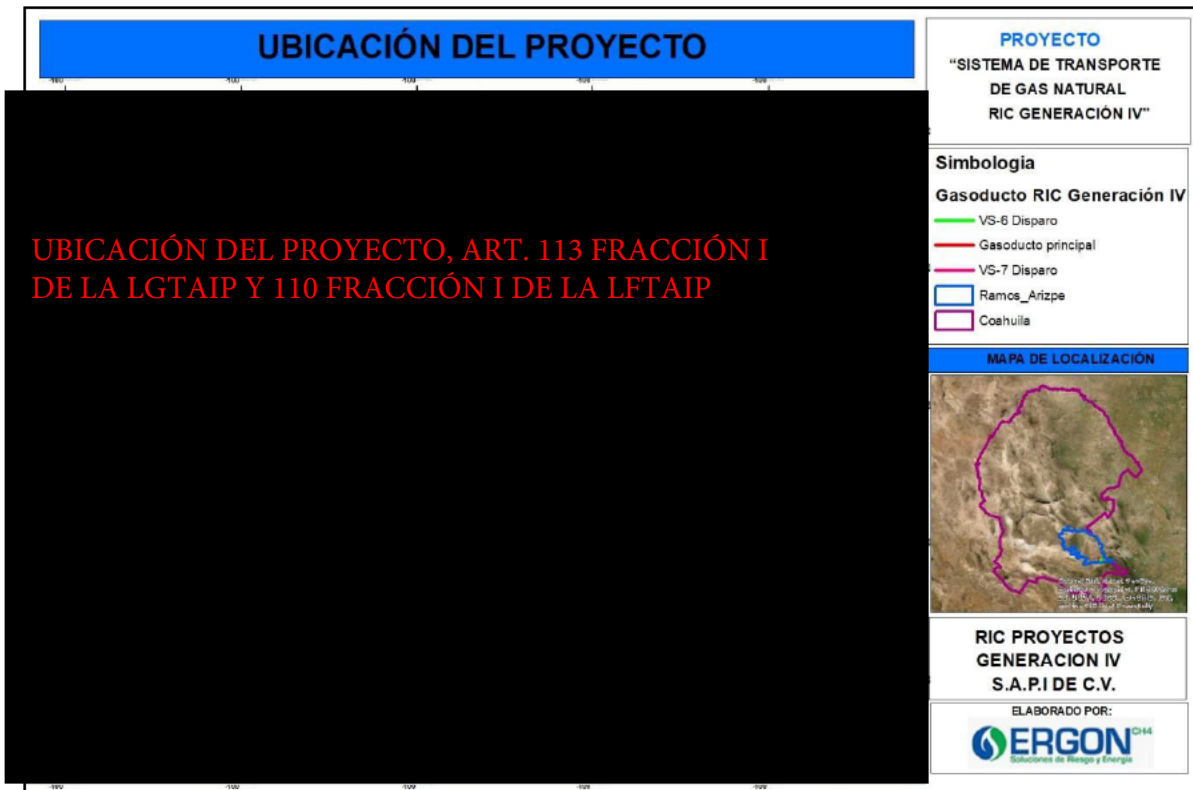 UBICACIÓN DEL PROYECTO
PROYECTO
“SISTEMA DE TRANSPORTE
DE GAS NATURAL
RIC GENERACIÓN IV”
UBICACIÓN DEL PROYECTO, ART. 113 FRACCIÓN I
DE LA LGTAIP Y 110 FRACCIÓN I DE LA LFTAIP
Simbologia
Gasoducto RIC Generación IV
VS-6 Disparo
Gasoducto principal
VS-7 Disparo
Ramos_Arizpe
Coahuila
MAPA DE LOCALIZACIÓN
RIC PROYECTOS
GENERACION IV
S.A.P.I DE C.V.
ELABORADO POR:
ERGON CH4
Soluciones de Riesgo y Energía